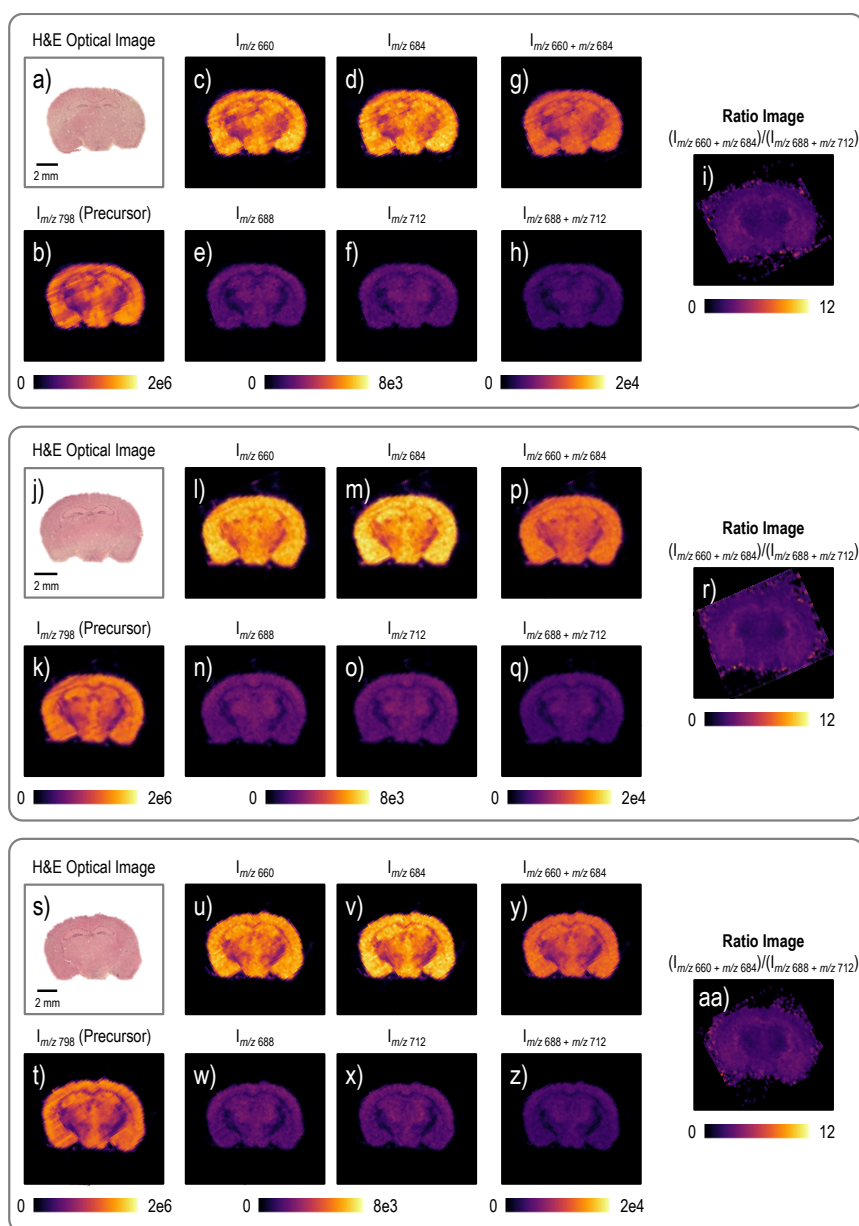 H&E Optical Image
I m/z 660
I m/z 684
I m/z 660 + m/z 684
a)
c)
d)
g)
Ratio Image
(I m/z 660 + m/z 684)/(I m/z 688 + m/z 712)
2 mm
i)
I m/z 798 (Precursor)
I m/z 688
I m/z 712
I m/z 688 + m/z 712
b)
e)
f)
h)
0 12
0 2e6
0 8e3
0 2e4
H&E Optical Image
I m/z 660
I m/z 684
I m/z 660 + m/z 684
j)
l)
m)
p)
Ratio Image
(I m/z 660 + m/z 684)/(I m/z 688 + m/z 712)
2 mm
r)
I m/z 798 (Precursor)
I m/z 688
I m/z 712
I m/z 688 + m/z 712
k)
n)
o)
q)
0 12
0 2e6
0 8e3
0 2e4
H&E Optical Image
I m/z 660
I m/z 684
I m/z 660 + m/z 684
s)
u)
v)
y)
Ratio Image
(I m/z 660 + m/z 684)/(I m/z 688 + m/z 712)
2 mm
aa)
I m/z 798 (Precursor)
I m/z 688
I m/z 712
I m/z 688 + m/z 712
t)
w)
x)
z)
0 12
0 2e6
0 8e3
0 2e4